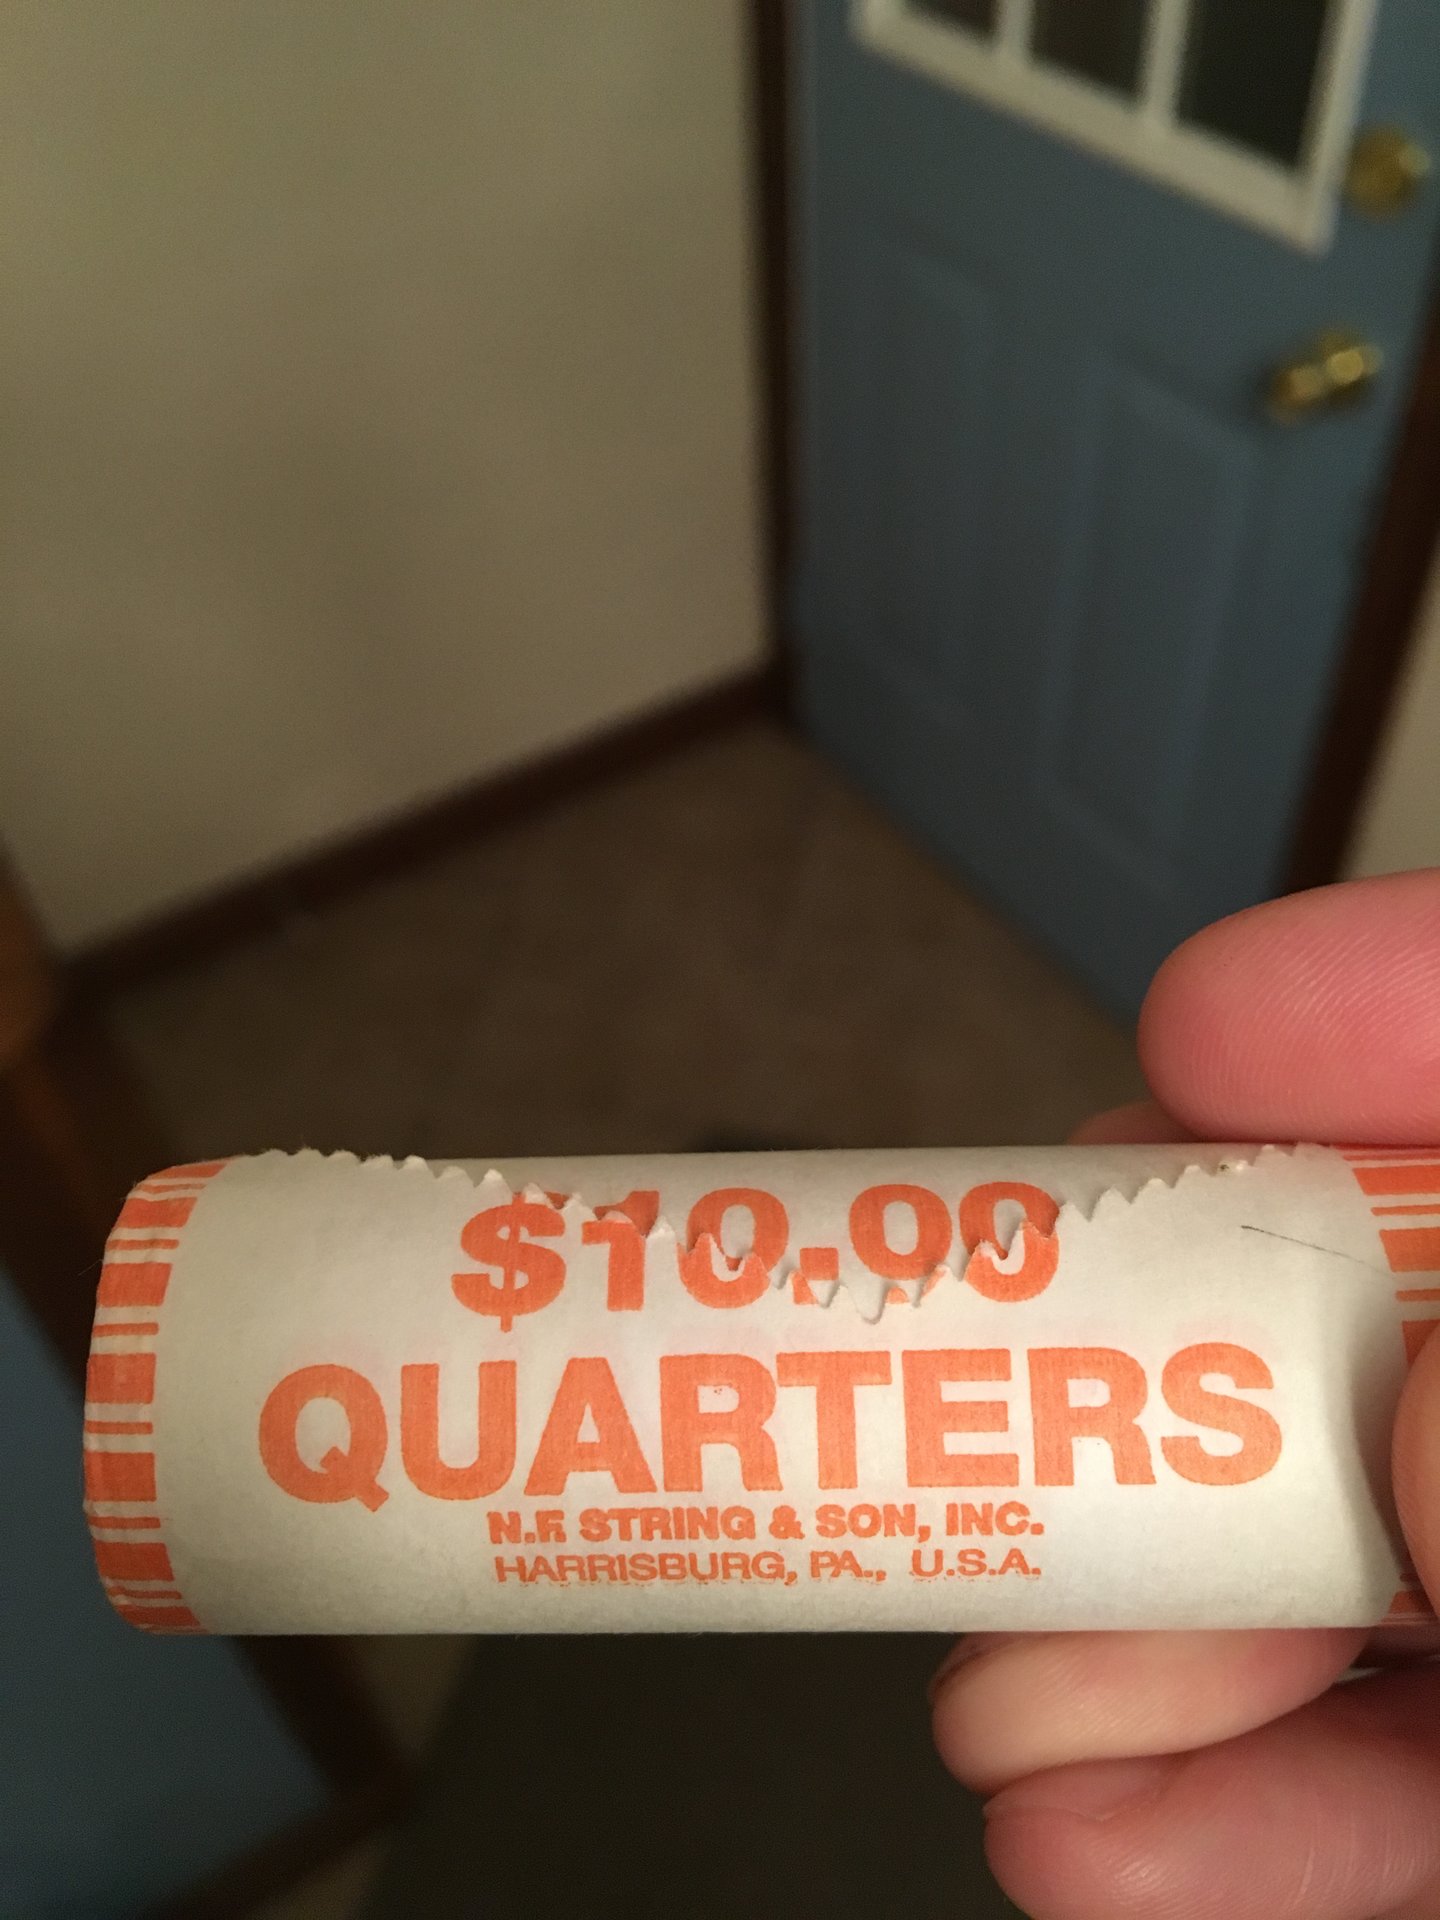 $10.00
QUARTERS
N.F. STRING & SON, INC.
HARRISBURG, PA., U.S.A.